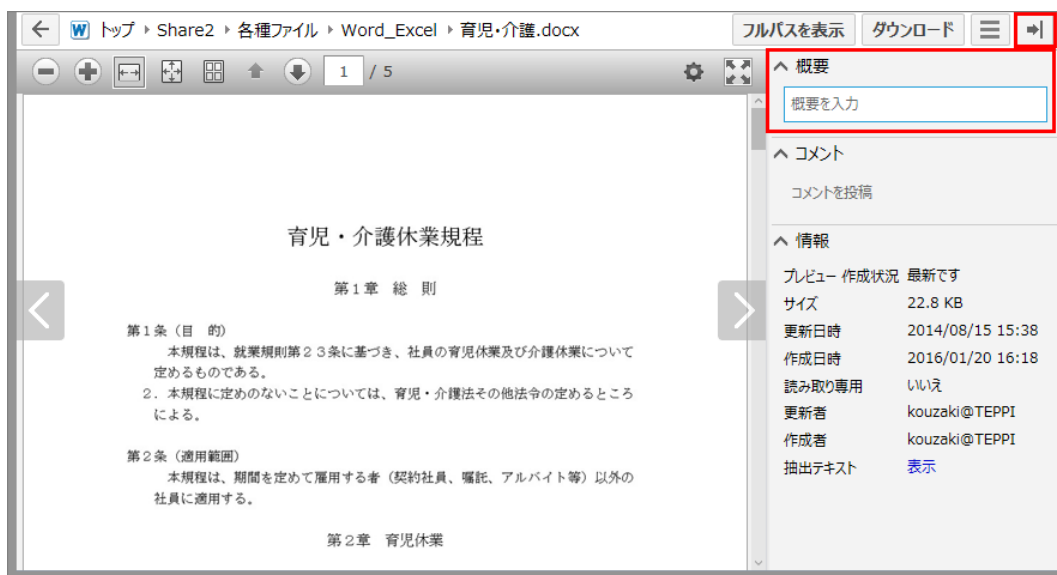 トップ › Share2 › 各種ファイル › Word_Excel › 育児・介護.docx
フルパスを表示
ダウンロード
1 / 5
育児・介護休業規程
第1章 総 則
第1条（目 的）
本規程は、就業規則第２３条に基づき、社員の育児休業及び介護休業について
定めるものである。
２．本規程に定めのないことについては、育児・介護法その他法令の定めるところ
による。
第2条（適用範囲）
本規程は、期間を定めて雇用する者（契約社員、嘱託、アルバイト等）以外の
社員に適用する。
第2章 育児休業
概要
概要を入力
コメント
コメントを投稿
情報
プレビュー 作成状況 最新です
サイズ 22.8 KB
更新日時 2014/08/15 15:38
作成日時 2016/01/20 16:18
読み取り専用 いいえ
更新者 kouzaki@TEPPI
作成者 kouzaki@TEPPI
抽出テキスト 表示